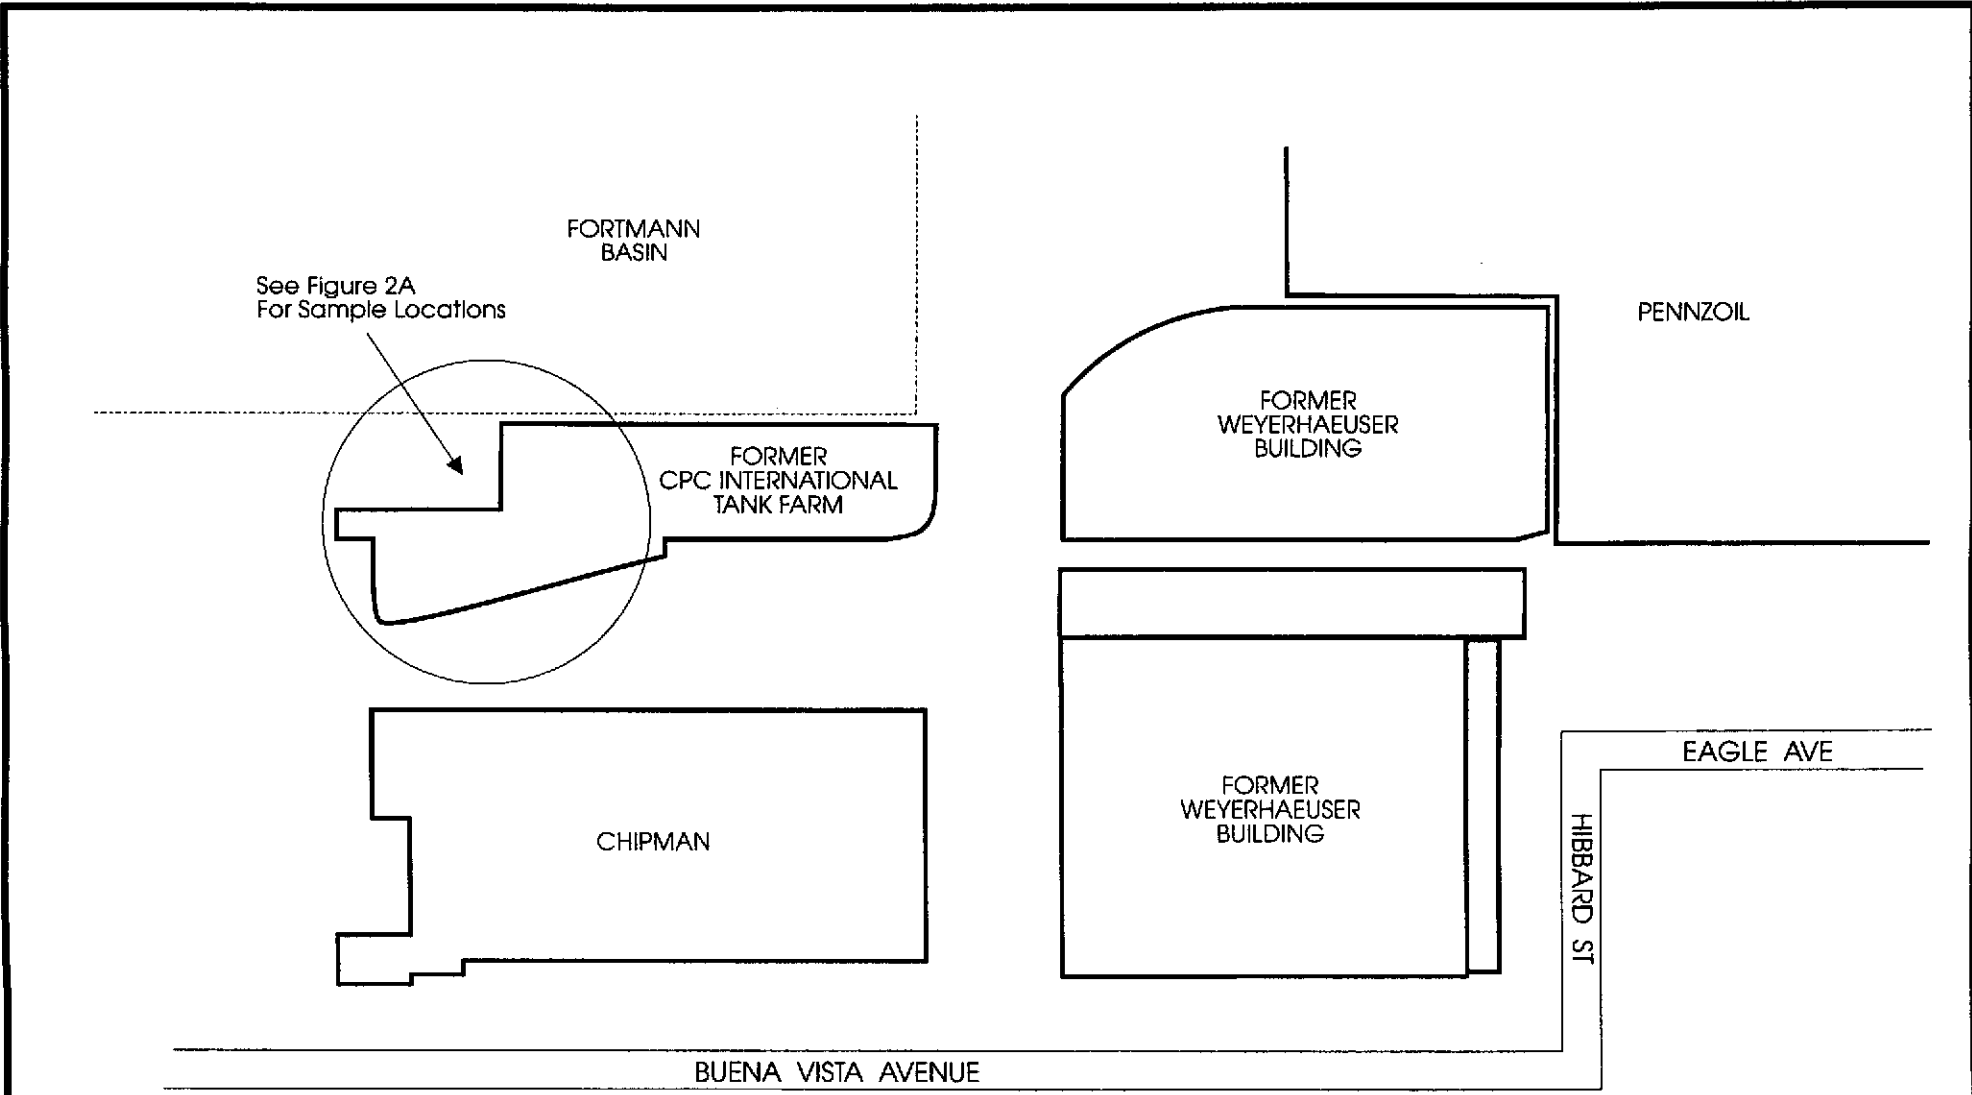 FORTMANN
BASIN
See Figure 2A
For Sample Locations
PENNZOIL
FORMER
WEYERHAEUSER
BUILDING
FORMER
CPC INTERNATIONAL
TANK FARM
EAGLE AVE
FORMER
WEYERHAEUSER
BUILDING
CHIPMAN
HIBBARD ST
BUENA VISTA AVENUE